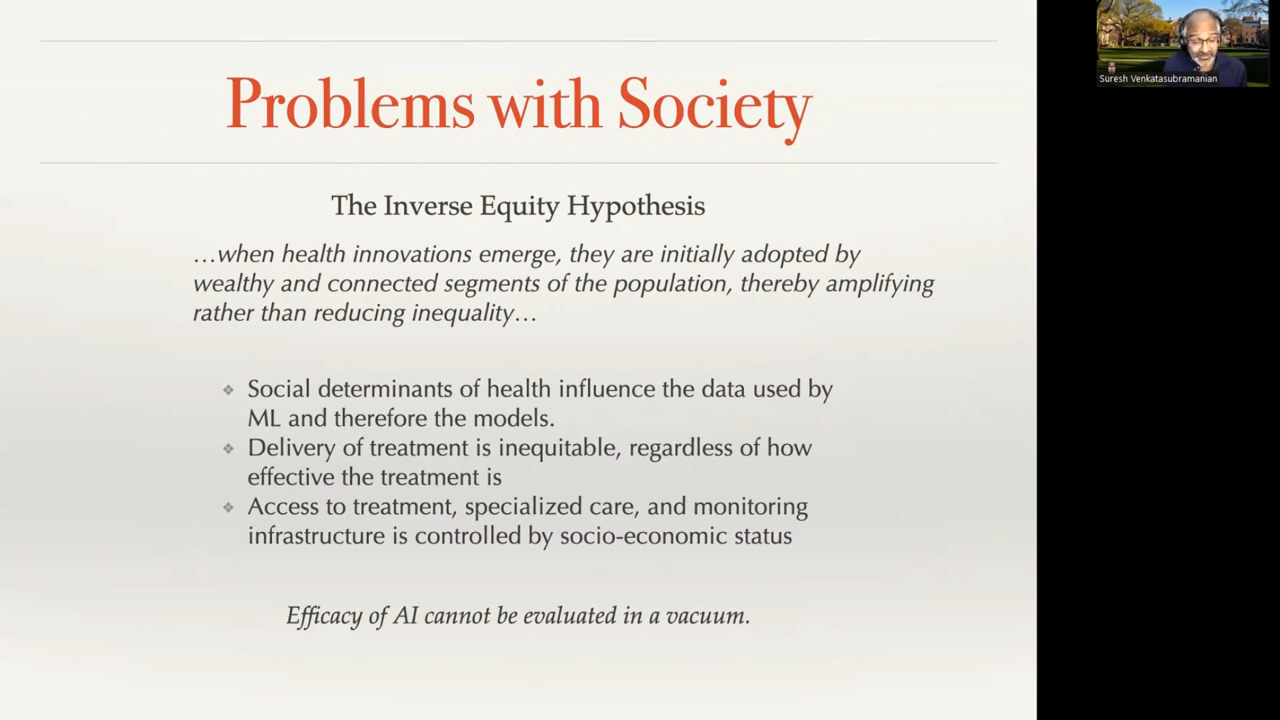 Problems with Society
The Inverse Equity Hypothesis
…when health innovations emerge, they are initially adopted by
wealthy and connected segments of the population, thereby amplifying
rather than reducing inequality…
❖ Social determinants of health influence the data used by
ML and therefore the models.
❖ Delivery of treatment is inequitable, regardless of how
effective the treatment is
❖ Access to treatment, specialized care, and monitoring
infrastructure is controlled by socio-economic status
Efficacy of AI cannot be evaluated in a vacuum.
Suresh Venkatasubramanian